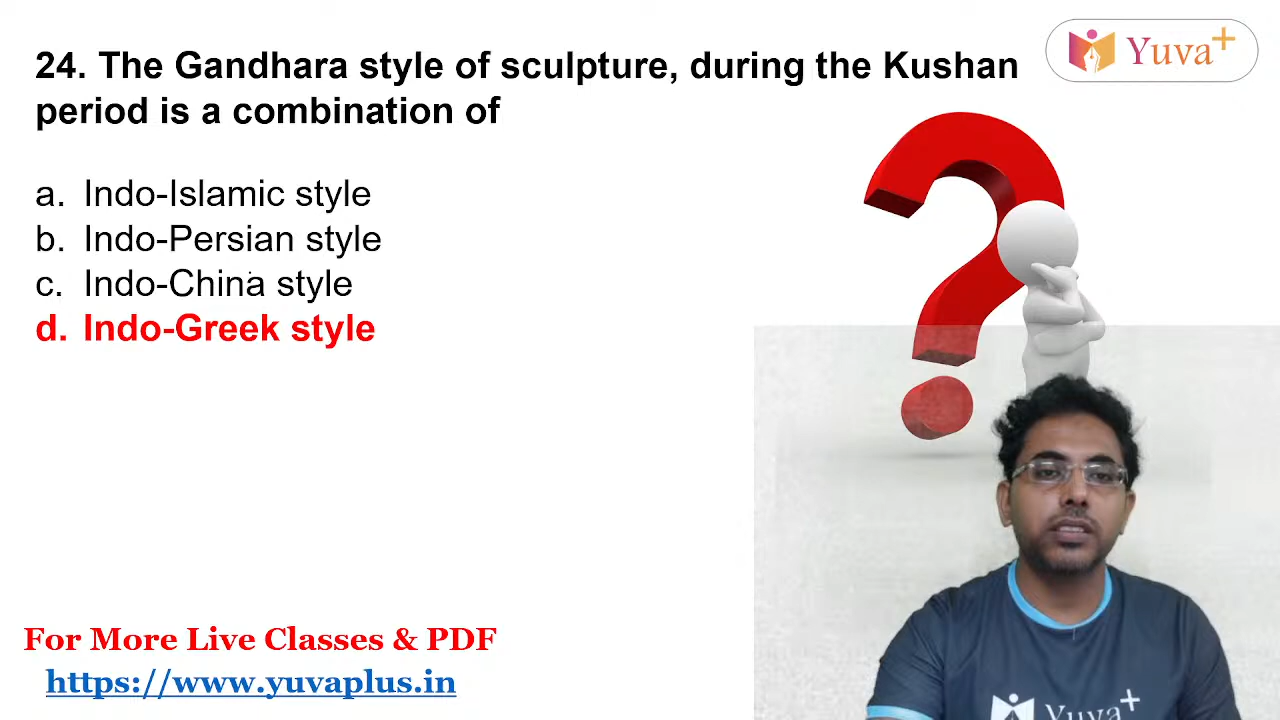 24. The Gandhara style of sculpture, during the Kushan
period is a combination of
Yuva+
a. Indo-Islamic style
b. Indo-Persian style
c. Indo-China style
d. Indo-Greek style
For More Live Classes & PDF
https://www.yuvaplus.in
Yuva+